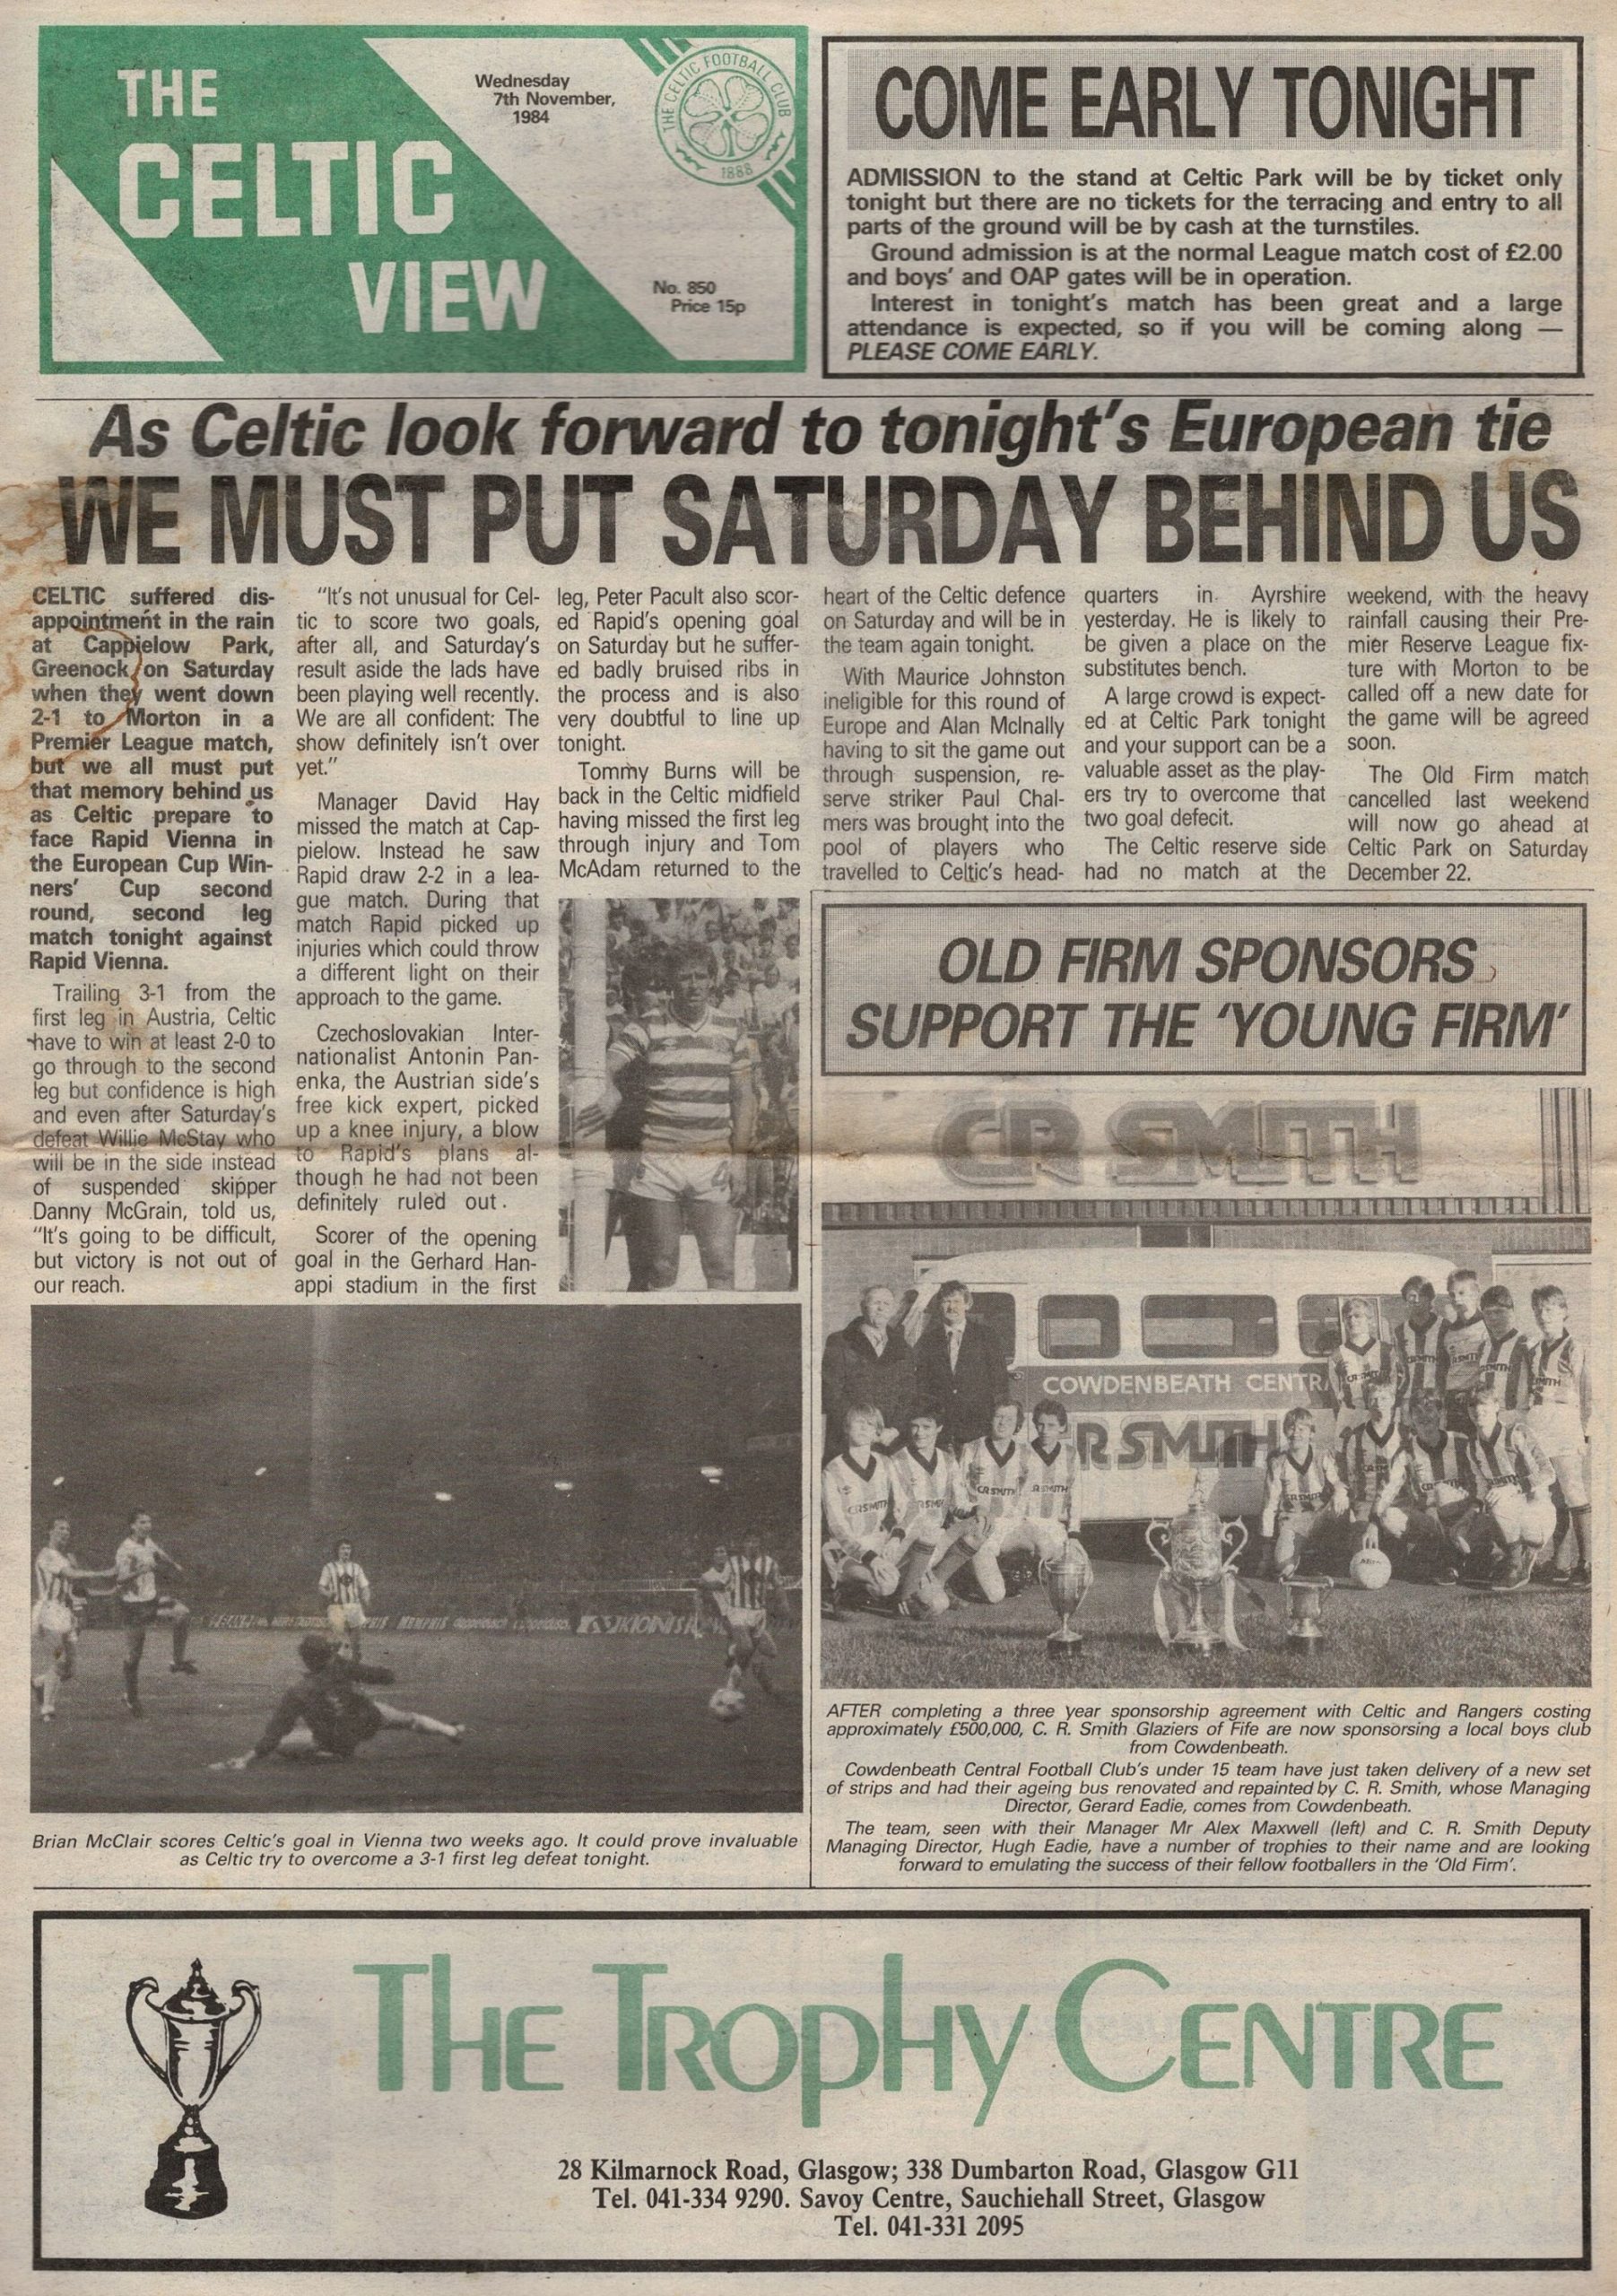 THE
CELTIC
VIEW
Wednesday
7th November,
1984
THE CELTIC FOOTBALL CLUB
1888
No. 850
Price 15p
COME EARLY TONIGHT
ADMISSION to the stand at Celtic Park will be by ticket only
tonight but there are no tickets for the terracing and entry to all
parts of the ground will be by cash at the turnstiles.
Ground admission is at the normal League match cost of £2.00
and boys' and OAP gates will be in operation.
Interest in tonight's match has been great and a large
attendance is expected, so if you will be coming along —
PLEASE COME EARLY.
As Celtic look forward to tonight's European tie
WE MUST PUT SATURDAY BEHIND US
CELTIC suffered dis-
appointment in the rain
at Cappielow Park,
Greenock on Saturday
when they went down
2-1 to Morton in a
Premier League match,
but we all must put
that memory behind us
as Celtic prepare to
face Rapid Vienna in
the European Cup Win-
ners' Cup second
round, second leg
match tonight against
Rapid Vienna.
Trailing 3-1 from the
first leg in Austria, Celtic
have to win at least 2-0 to
go through to the second
leg but confidence is high
and even after Saturday's
defeat Willie McStay who
will be in the side instead
of suspended skipper
Danny McGrain, told us,
"It's going to be difficult,
but victory is not out of
our reach.
"It's not unusual for Cel-
tic to score two goals,
after all, and Saturday's
result aside the lads have
been playing well recently.
We are all confident: The
show definitely isn't over
yet."
Manager David Hay
missed the match at Cap-
pielow. Instead he saw
Rapid draw 2-2 in a lea-
gue match. During that
match Rapid picked up
injuries which could throw
a different light on their
approach to the game.
Czechoslovakian Inter-
nationalist Antonin Pan-
enka, the Austrian side's
free kick expert, picked
up a knee injury, a blow
to Rapid's plans al-
though he had not been
definitely ruled out.
Scorer of the opening
goal in the Gerhard Han-
appi stadium in the first
leg, Peter Pacult also scor-
ed Rapid's opening goal
on Saturday but he suffer-
ed badly bruised ribs in
the process and is also
very doubtful to line up
tonight.
Tommy Burns will be
back in the Celtic midfield
having missed the first leg
through injury and Tom
McAdam returned to the
heart of the Celtic defence
on Saturday and will be in
the team again tonight.
With Maurice Johnston
ineligible for this round of
Europe and Alan McInally
having to sit the game out
through suspension, re-
serve striker Paul Chal-
mers was brought into the
pool of players who
travelled to Celtic's head-
quarters in Ayrshire
yesterday. He is likely to
be given a place on the
substitutes bench.
A large crowd is expect-
ed at Celtic Park tonight
and your support can be a
valuable asset as the play-
ers try to overcome that
two goal defecit.
The Celtic reserve side
had no match at the
weekend, with the heavy
rainfall causing their Pre-
mier Reserve League fix-
ture with Morton to be
called off a new date for
the game will be agreed
soon.
The Old Firm match
cancelled last weekend
will now go ahead at
Celtic Park on Saturday
December 22.
OLD FIRM SPONSORS
SUPPORT THE 'YOUNG FIRM'
CR SMITH
COWDENBEATH CENTR
R SMITH
Brian McClair scores Celtic's goal in Vienna two weeks ago. It could prove invaluable
as Celtic try to overcome a 3-1 first leg defeat tonight.
AFTER completing a three year sponsorship agreement with Celtic and Rangers costing
approximately £500,000, C. R. Smith Glaziers of Fife are now sponsorsing a local boys club
from Cowdenbeath.
Cowdenbeath Central Football Club's under 15 team have just taken delivery of a new set
of strips and had their ageing bus renovated and repainted by C. R. Smith, whose Managing
Director, Gerard Eadie, comes from Cowdenbeath.
The team, seen with their Manager Mr Alex Maxwell (left) and C. R. Smith Deputy
Managing Director, Hugh Eadie, have a number of trophies to their name and are looking
forward to emulating the success of their fellow footballers in the 'Old Firm'.
THE TROPHY CENTRE
28 Kilmarnock Road, Glasgow; 338 Dumbarton Road, Glasgow G11
Tel. 041-334 9290. Savoy Centre, Sauchiehall Street, Glasgow
Tel. 041-331 2095